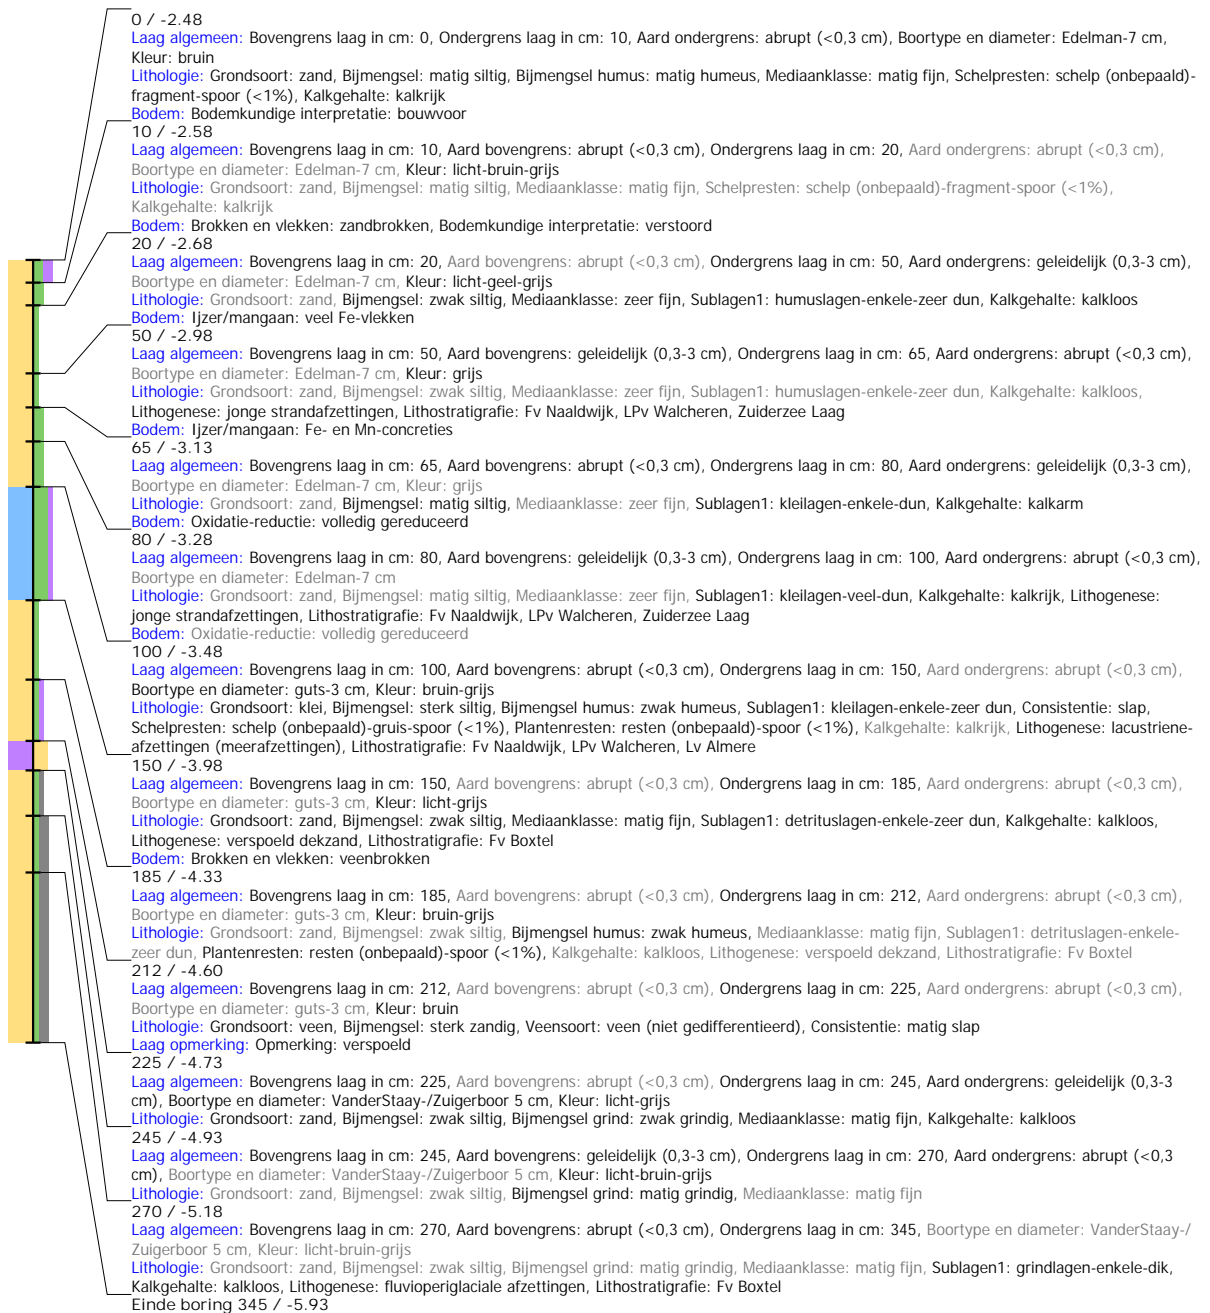 0 / -2.48
Laag algemeen: Bovengrens laag in cm: 0, Ondergrens laag in cm: 10, Aard ondergrens: abrupt (<0,3 cm), Boortype en diameter: Edelman-7 cm,
Kleur: bruin
Lithologie: Grondsoort: zand, Bijmengsel: matig siltig, Bijmengsel humus: matig humeus, Mediaanklasse: matig fijn, Schelpresten: schelp (onbepaald)-
fragment-spoor (<1%), Kalkgehalte: kalkrijk
Bodem: Bodemkundige interpretatie: bouwvoor
10 / -2.58
Laag algemeen: Bovengrens laag in cm: 10, Aard bovengrens: abrupt (<0,3 cm), Ondergrens laag in cm: 20, Aard ondergrens: abrupt (<0,3 cm),
Boortype en diameter: Edelman-7 cm, Kleur: licht-bruin-grijs
Lithologie: Grondsoort: zand, Bijmengsel: matig siltig, Mediaanklasse: matig fijn, Schelpresten: schelp (onbepaald)-fragment-spoor (<1%),
Kalkgehalte: kalkrijk
Bodem: Brokken en vlekken: zandbrokken, Bodemkundige interpretatie: verstoord
20 / -2.68
Laag algemeen: Bovengrens laag in cm: 20, Aard bovengrens: abrupt (<0,3 cm), Ondergrens laag in cm: 50, Aard ondergrens: geleidelijk (0,3-3 cm),
Boortype en diameter: Edelman-7 cm, Kleur: licht-geel-grijs
Lithologie: Grondsoort: zand, Bijmengsel: zwak siltig, Mediaanklasse: zeer fijn, Sublagen1: humuslagen-enkele-zeer dun, Kalkgehalte: kalkloos
Bodem: Ijzer/mangaan: veel Fe-vlekken
50 / -2.98
Laag algemeen: Bovengrens laag in cm: 50, Aard bovengrens: geleidelijk (0,3-3 cm), Ondergrens laag in cm: 65, Aard ondergrens: abrupt (<0,3 cm),
Boortype en diameter: Edelman-7 cm, Kleur: grijs
Lithologie: Grondsoort: zand, Bijmengsel: zwak siltig, Mediaanklasse: zeer fijn, Sublagen1: humuslagen-enkele-zeer dun, Kalkgehalte: kalkloos,
Lithogenese: jonge strandafzettingen, Lithostratigrafie: Fv Naaldwijk, LPv Walcheren, Zuiderzee Laag
Bodem: Ijzer/mangaan: Fe- en Mn-concreties
65 / -3.13
Laag algemeen: Bovengrens laag in cm: 65, Aard bovengrens: abrupt (<0,3 cm), Ondergrens laag in cm: 80, Aard ondergrens: geleidelijk (0,3-3 cm),
Boortype en diameter: Edelman-7 cm, Kleur: grijs
Lithologie: Grondsoort: zand, Bijmengsel: matig siltig, Mediaanklasse: zeer fijn, Sublagen1: kleilagen-enkele-dun, Kalkgehalte: kalkarm
Bodem: Oxidatie-reductie: volledig gereduceerd
80 / -3.28
Laag algemeen: Bovengrens laag in cm: 80, Aard bovengrens: geleidelijk (0,3-3 cm), Ondergrens laag in cm: 100, Aard ondergrens: abrupt (<0,3 cm),
Boortype en diameter: Edelman-7 cm
Lithologie: Grondsoort: zand, Bijmengsel: matig siltig, Mediaanklasse: zeer fijn, Sublagen1: kleilagen-veel-dun, Kalkgehalte: kalkrijk, Lithogenese:
jonge strandafzettingen, Lithostratigrafie: Fv Naaldwijk, LPv Walcheren, Zuiderzee Laag
Bodem: Oxidatie-reductie: volledig gereduceerd
100 / -3.48
Laag algemeen: Bovengrens laag in cm: 100, Aard bovengrens: abrupt (<0,3 cm), Ondergrens laag in cm: 150, Aard ondergrens: abrupt (<0,3 cm),
Boortype en diameter: guts-3 cm, Kleur: bruin-grijs
Lithologie: Grondsoort: klei, Bijmengsel: sterk siltig, Bijmengsel humus: zwak humeus, Sublagen1: kleilagen-enkele-zeer dun, Consistentie: slap,
Schelpresten: schelp (onbepaald)-gruis-spoor (<1%), Plantenresten: resten (onbepaald)-spoor (<1%), Kalkgehalte: kalkrijk, Lithogenese: lacustriene-
afzettingen (meerafzettingen), Lithostratigrafie: Fv Naaldwijk, LPv Walcheren, Lv Almere
150 / -3.98
Laag algemeen: Bovengrens laag in cm: 150, Aard bovengrens: abrupt (<0,3 cm), Ondergrens laag in cm: 185, Aard ondergrens: abrupt (<0,3 cm),
Boortype en diameter: guts-3 cm, Kleur: licht-grijs
Lithologie: Grondsoort: zand, Bijmengsel: zwak siltig, Mediaanklasse: matig fijn, Sublagen1: detrituslagen-enkele-zeer dun, Kalkgehalte: kalkloos,
Lithogenese: verspoeld dekzand, Lithostratigrafie: Fv Boxtel
Bodem: Brokken en vlekken: veenbrokken
185 / -4.33
Laag algemeen: Bovengrens laag in cm: 185, Aard bovengrens: abrupt (<0,3 cm), Ondergrens laag in cm: 212, Aard ondergrens: abrupt (<0,3 cm),
Boortype en diameter: guts-3 cm, Kleur: bruin-grijs
Lithologie: Grondsoort: zand, Bijmengsel: zwak siltig, Bijmengsel humus: zwak humeus, Mediaanklasse: matig fijn, Sublagen1: detrituslagen-enkele-
zeer dun, Plantenresten: resten (onbepaald)-spoor (<1%), Kalkgehalte: kalkloos, Lithogenese: verspoeld dekzand, Lithostratigrafie: Fv Boxtel
212 / -4.60
Laag algemeen: Bovengrens laag in cm: 212, Aard bovengrens: abrupt (<0,3 cm), Ondergrens laag in cm: 225, Aard ondergrens: abrupt (<0,3 cm),
Boortype en diameter: guts-3 cm, Kleur: bruin
Lithologie: Grondsoort: veen, Bijmengsel: sterk zandig, Veensoort: veen (niet gedifferentieerd), Consistentie: matig slap
Laag opmerking: Opmerking: verspoeld
225 / -4.73
Laag algemeen: Bovengrens laag in cm: 225, Aard bovengrens: abrupt (<0,3 cm), Ondergrens laag in cm: 245, Aard ondergrens: geleidelijk (0,3-3
cm), Boortype en diameter: VanderStaay-/Zuigerboor 5 cm, Kleur: licht-grijs
Lithologie: Grondsoort: zand, Bijmengsel: zwak siltig, Bijmengsel grind: zwak grindig, Mediaanklasse: matig fijn, Kalkgehalte: kalkloos
245 / -4.93
Laag algemeen: Bovengrens laag in cm: 245, Aard bovengrens: geleidelijk (0,3-3 cm), Ondergrens laag in cm: 270, Aard ondergrens: abrupt (<0,3
cm), Boortype en diameter: VanderStaay-/Zuigerboor 5 cm, Kleur: licht-bruin-grijs
Lithologie: Grondsoort: zand, Bijmengsel: zwak siltig, Bijmengsel grind: matig grindig, Mediaanklasse: matig fijn
270 / -5.18
Laag algemeen: Bovengrens laag in cm: 270, Aard bovengrens: abrupt (<0,3 cm), Ondergrens laag in cm: 345, Boortype en diameter: VanderStaay-/
Zuigerboor 5 cm, Kleur: licht-bruin-grijs
Lithologie: Grondsoort: zand, Bijmengsel: zwak siltig, Bijmengsel grind: matig grindig, Mediaanklasse: matig fijn, Sublagen1: grindlagen-enkele-dik,
Kalkgehalte: kalkloos, Lithogenese: fluvioperiglaciale afzettingen, Lithostratigrafie: Fv Boxtel
Einde boring 345 / -5.93